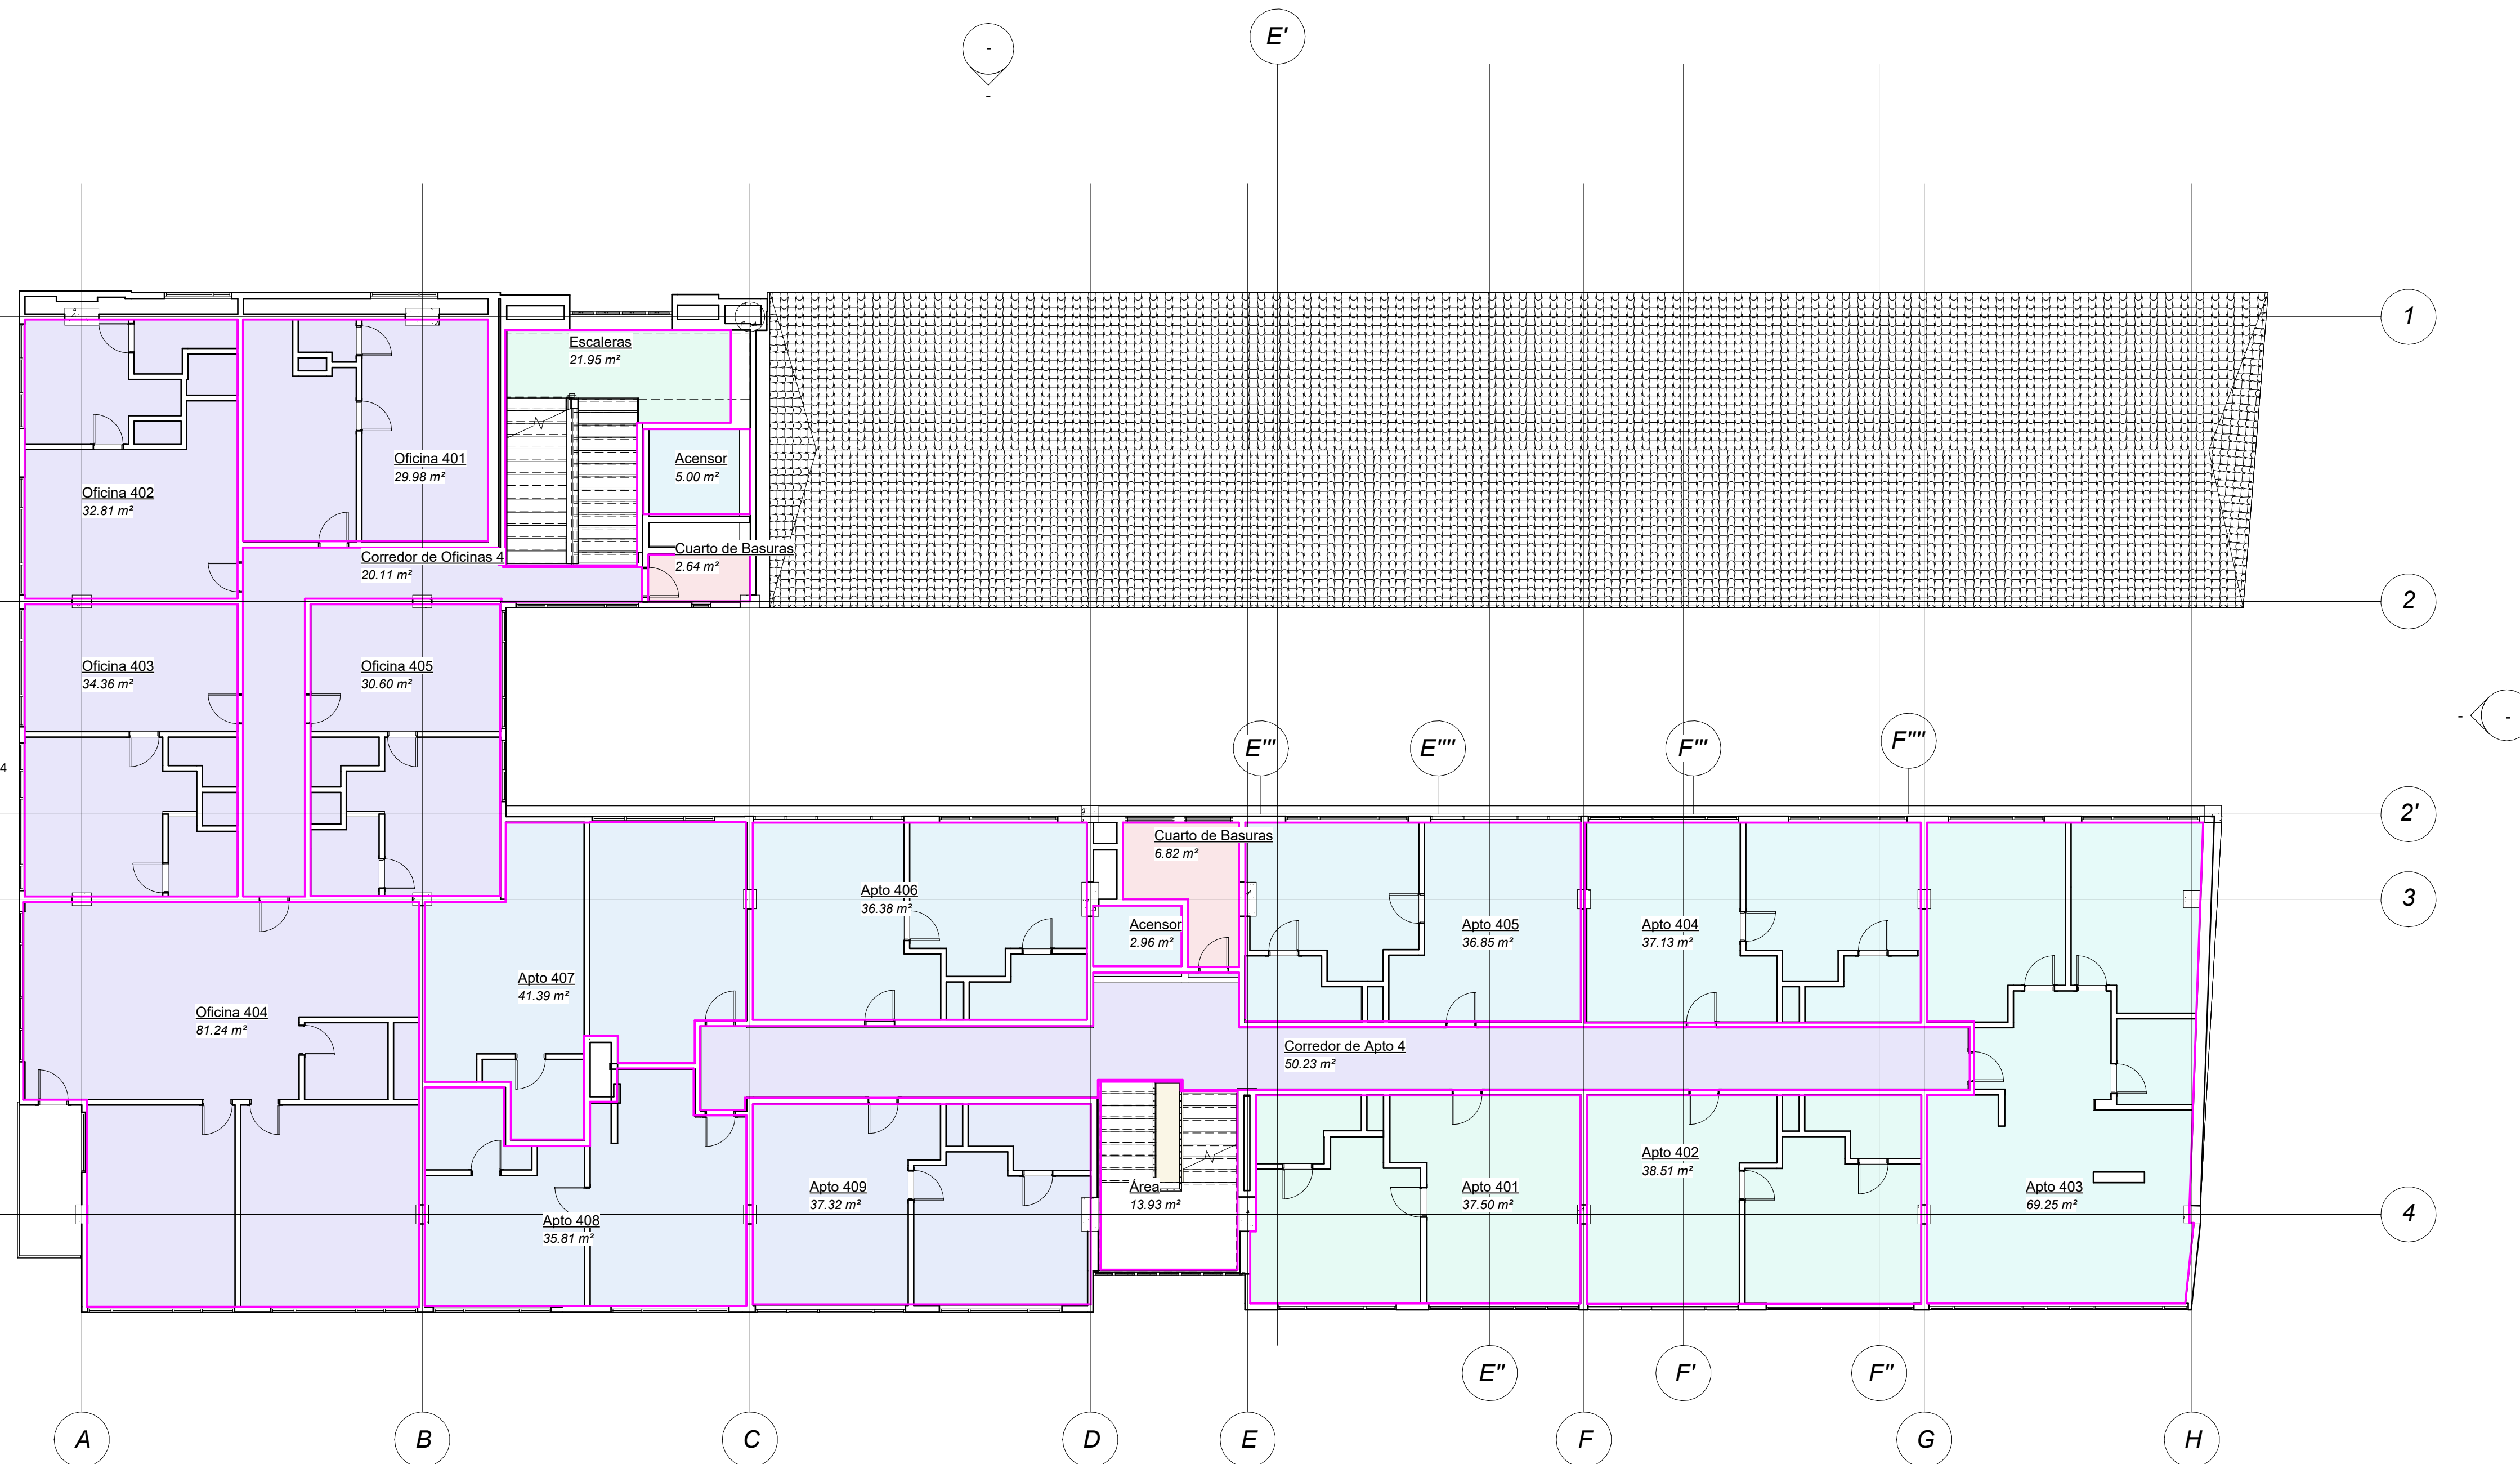 E'
-
-
1
Escaleras
21.95 m²
Oficina 401
29.98 m²
Acensor
5.00 m²
Oficina 402
32.81 m²
Cuarto de Basuras
2.64 m²
Corredor de Oficinas 4
20.11 m²
2
Oficina 403
34.36 m²
Oficina 405
30.60 m²
-
-
E'''
E''''
F'''
F''''
4
2'
Cuarto de Basuras
6.82 m²
Apto 406
36.38 m²
3
Acensor
2.96 m²
Apto 405
36.85 m²
Apto 404
37.13 m²
Apto 407
41.39 m²
Oficina 404
81.24 m²
Corredor de Apto 4
50.23 m²
Apto 402
38.51 m²
Apto 409
37.32 m²
Área
13.93 m²
Apto 401
37.50 m²
Apto 403
69.25 m²
Apto 408
35.81 m²
4
E''
F'
F''
A
B
C
D
E
F
G
H